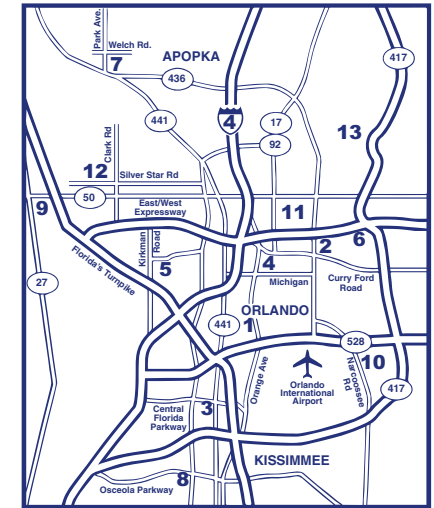 Park Ave.
Welch Rd.
7
APOPKA
436
417
441
4
17
92
13
Clark Rd
12
Silver Star Rd
50
East/West
Expressway
9
11
Kirkman
Road
5
2
6
4
Michigan
Curry Ford
Road
Florida's Turnpike
27
ORLANDO
441
1
528
Orange Ave
Orlando
International
Airport
Narcoossee
Rd
10
417
Central
Florida
Parkway
3
KISSIMMEE
Osceola Parkway
8